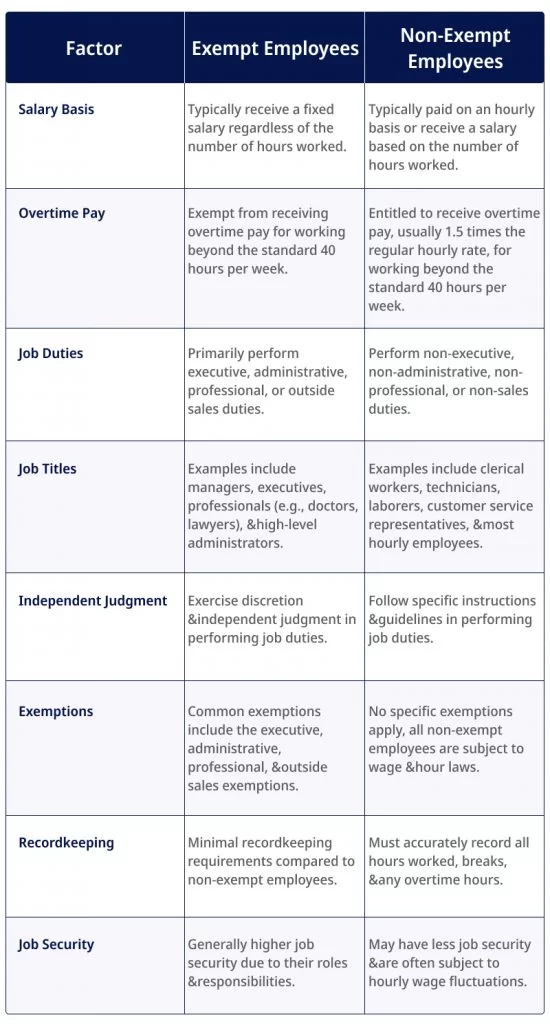 Factor
Exempt Employees
Non-Exempt
Employees
Salary Basis
Typically receive a fixed
salary regardless of the
number of hours worked.
Typically paid on an hourly
basis or receive a salary
based on the number of
hours worked.
Overtime Pay
Exempt from receiving
overtime pay for working
beyond the standard 40
hours per week.
Entitled to receive overtime
pay, usually 1.5 times the
regular hourly rate, for
working beyond the
standard 40 hours per
week.
Job Duties
Primarily perform
executive, administrative,
professional, or outside
sales duties.
Perform non-executive,
non-administrative, non-
professional, or non-sales
duties.
Job Titles
Examples include
managers, executives,
professionals (e.g., doctors,
lawyers), &high-level
administrators.
Examples include clerical
workers, technicians,
laborers, customer service
representatives, &most
hourly employees.
Independent Judgment
Exercise discretion
&independent judgment in
performing job duties.
Follow specific instructions
&guidelines in performing
job duties.
Exemptions
Common exemptions
include the executive,
administrative,
professional, &outside
sales exemptions.
No specific exemptions
apply, all non-exempt
employees are subject to
wage &hour laws.
Recordkeeping
Minimal recordkeeping
requirements compared to
non-exempt employees.
Must accurately record all
hours worked, breaks,
&any overtime hours.
Job Security
Generally higher job
security due to their roles
&responsibilities.
May have less job security
&are often subject to
hourly wage fluctuations.